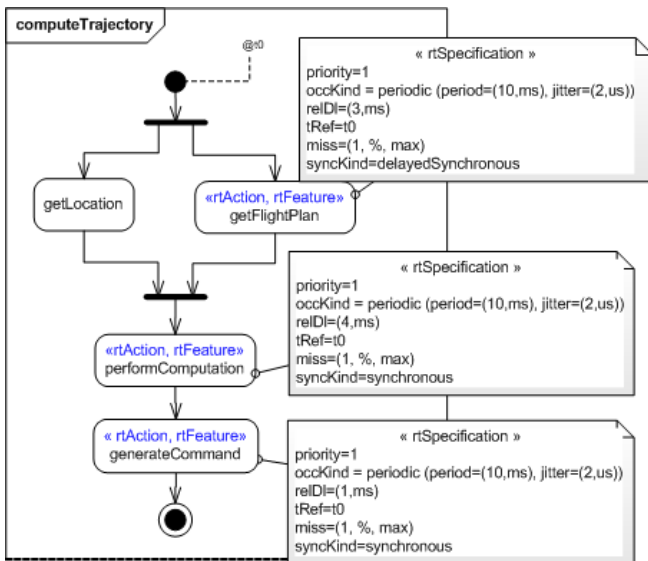 computeTrajectory
@t0
« rtSpecification »
priority=1
occKind = periodic (period=(10,ms), jitter=(2,us))
relDl=(3,ms)
tRef=t0
miss=(1, %, max)
syncKind=delayedSynchronous
getLocation
«rtAction, rtFeature»
getFlightPlan
« rtSpecification »
priority=1
occKind = periodic (period=(10,ms), jitter=(2,us))
relDl=(4,ms)
tRef=t0
miss=(1, %, max)
syncKind=synchronous
«rtAction, rtFeature»
performComputation
« rtAction, rtFeature»
generateCommand
« rtSpecification »
priority=1
occKind = periodic (period=(10,ms), jitter=(2,us))
relDl=(1,ms)
tRef=t0
miss=(1, %, max)
syncKind=synchronous